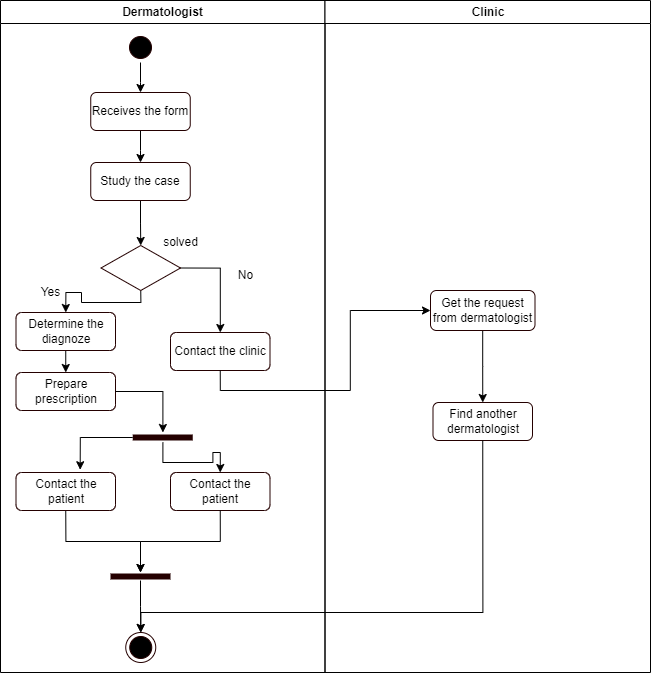 Dermatologist
Clinic
Receives the form
Study the case
solved
No
Yes
Determine the
diagnoze
Contact the clinic
Get the request
from dermatologist
Prepare
prescription
Find another
dermatologist
Contact the
patient
Contact the
patient